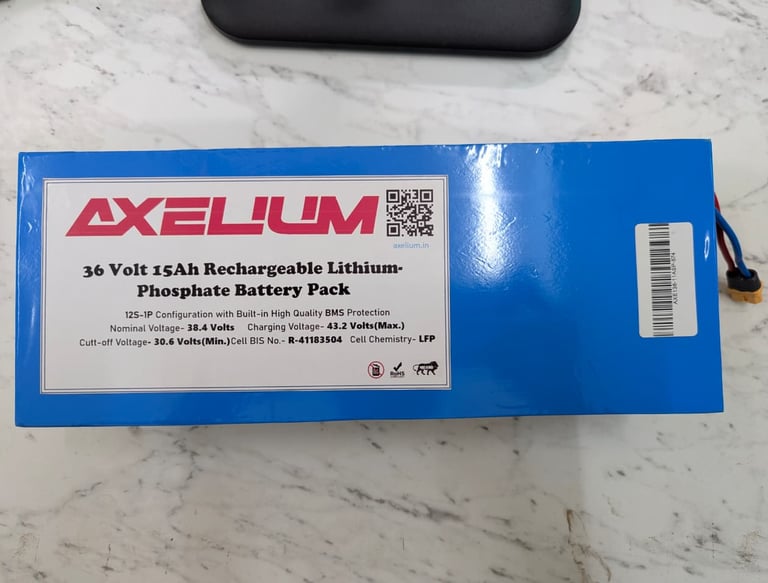 AXELIUM
axelium.in
36 Volt 15Ah Rechargeable Lithium-
Phosphate Battery Pack
12S-1P Configuration with Built-in High Quality BMS Protection
Nominal Voltage- 38.4 Volts Charging Voltage- 43.2 Volts(Max.)
Cutt-off Voltage- 30.6 Volts(Min.) Cell BIS No.- R-41183504 Cell Chemistry- LFP
RoHS